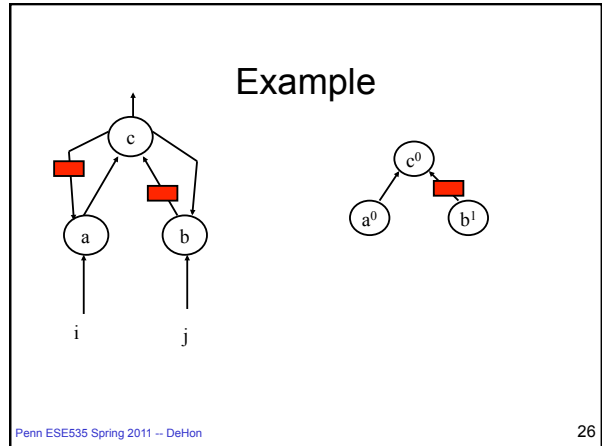 Example
c
c⁰
a⁰ b¹
a b
i j
Penn ESE535 Spring 2011 -- DeHon 26